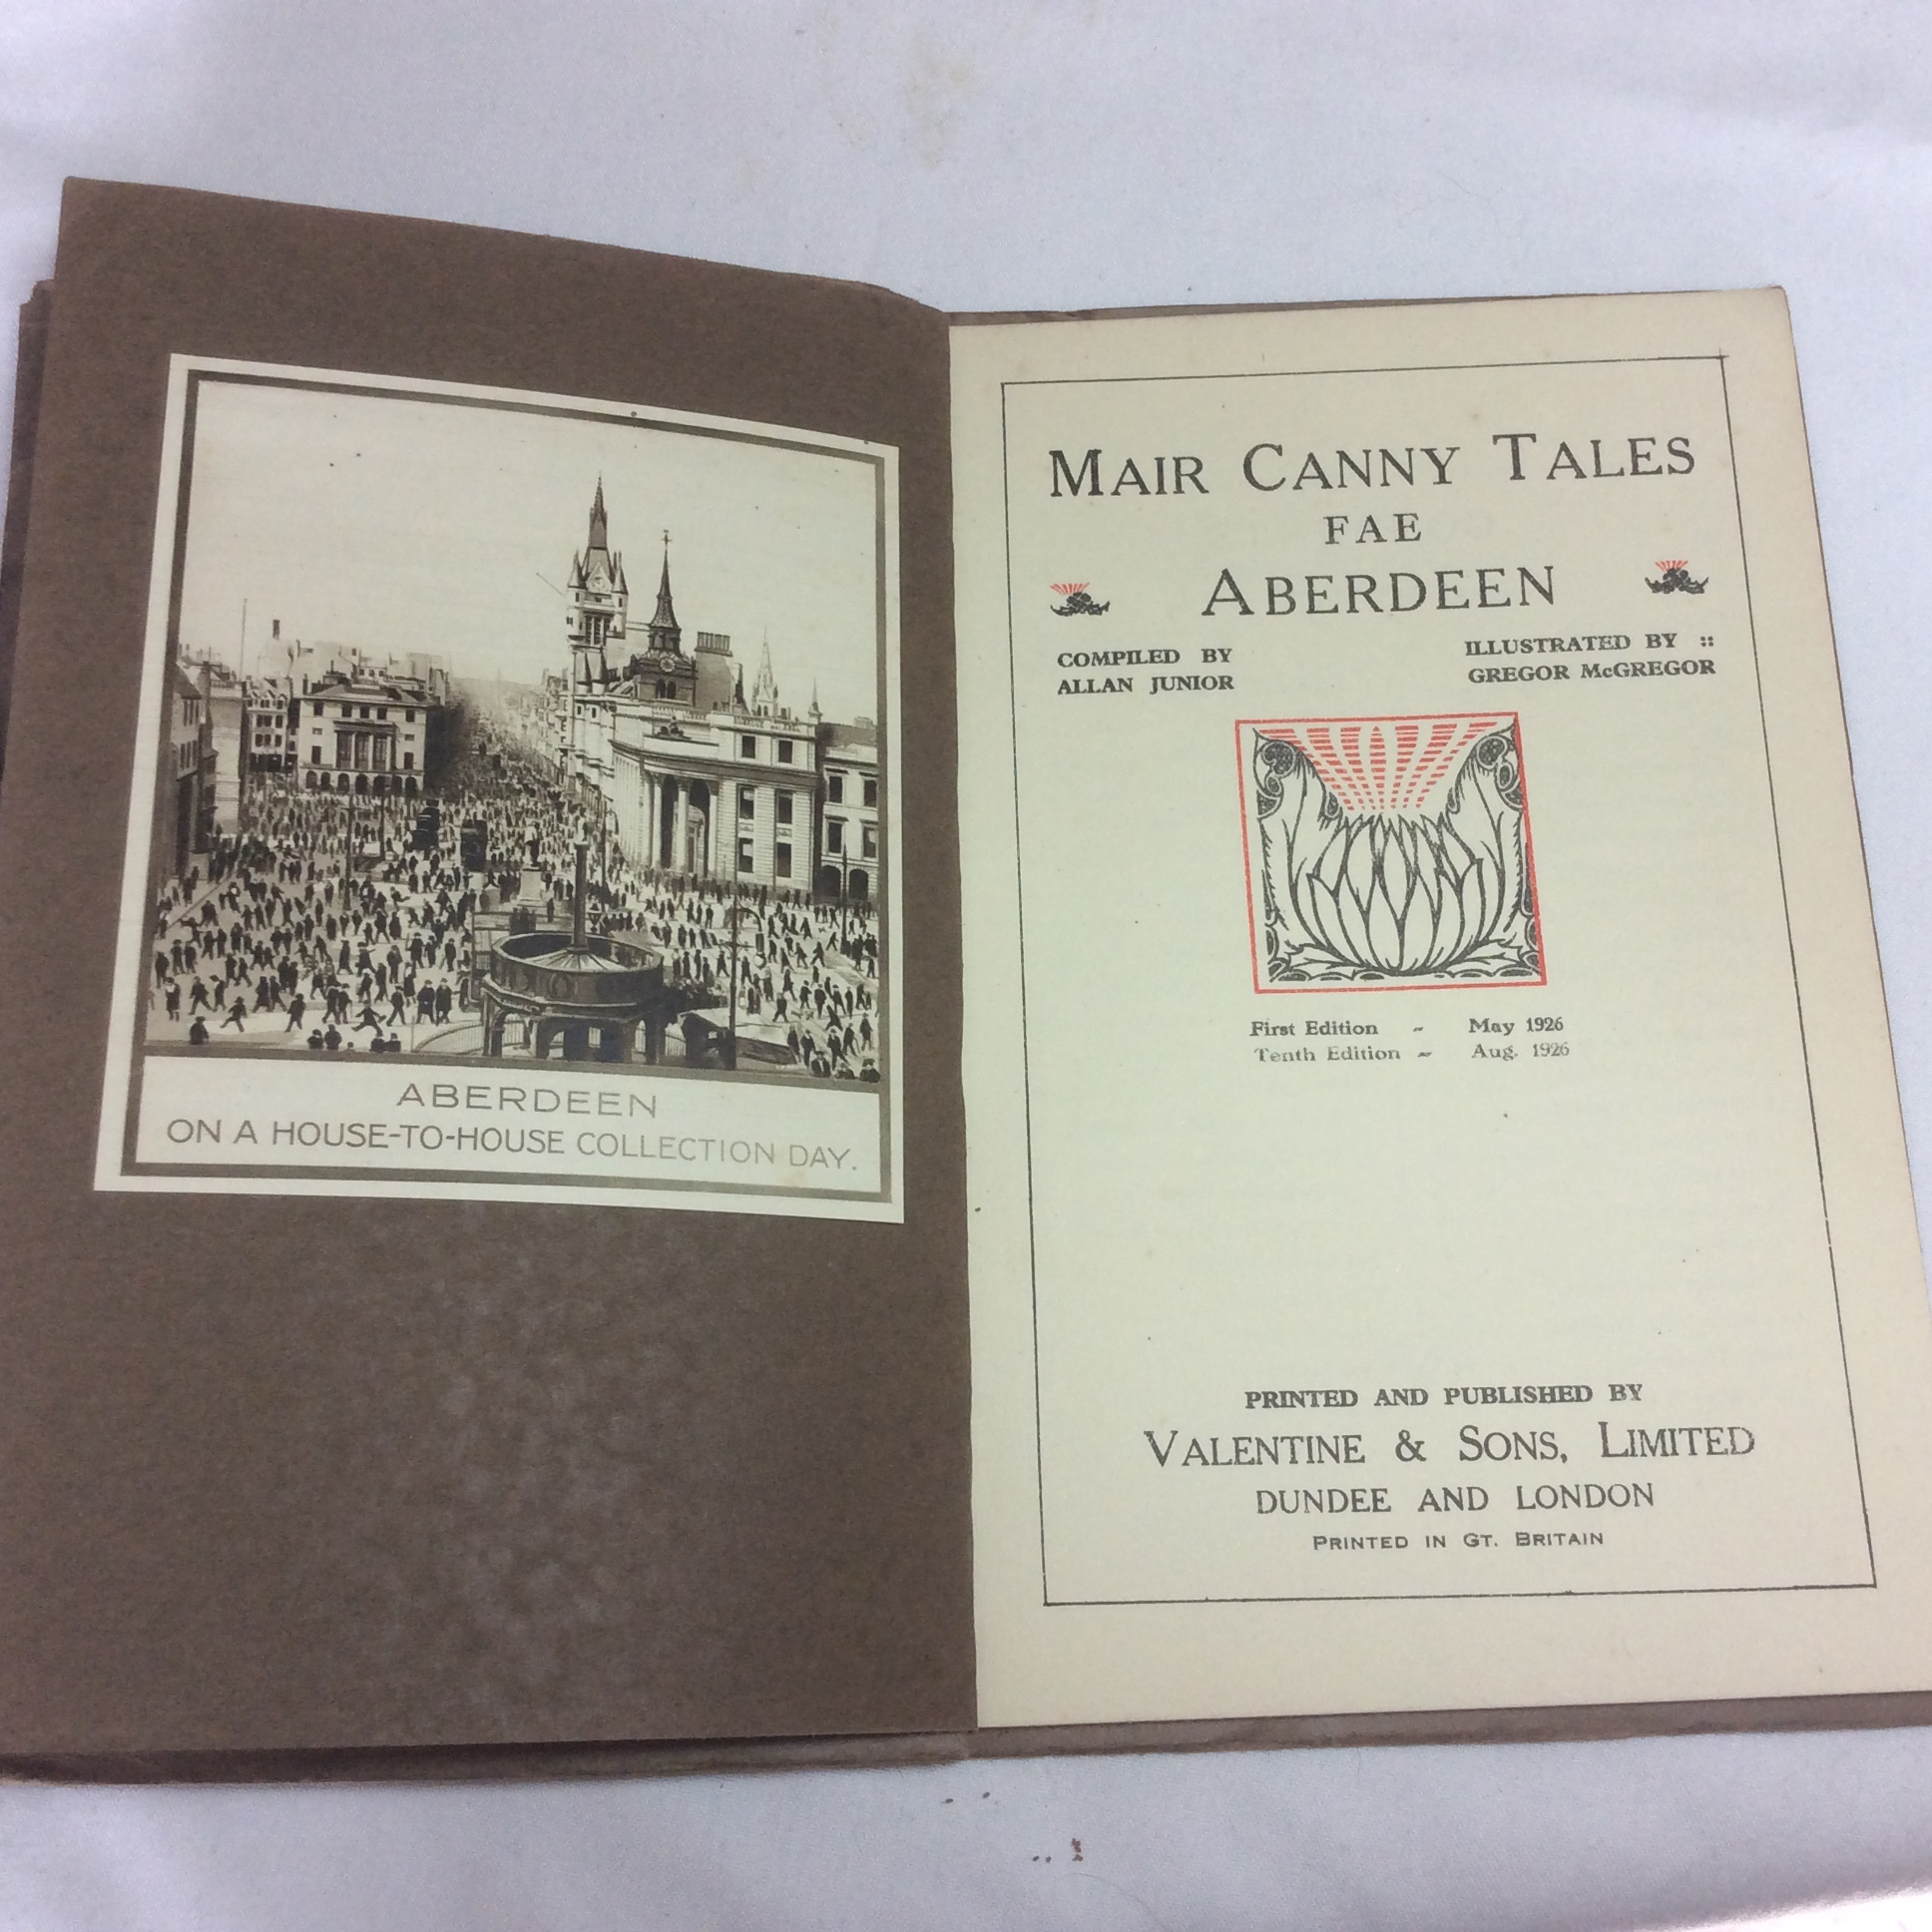 ABERDEEN
ON A HOUSE-TO-HOUSE COLLECTION DAY.
MAIR CANNY TALES
FAE
ABERDEEN
COMPILED BY
ALLAN JUNIOR
ILLUSTRATED BY ::
GREGOR McGREGOR
First Edition - May 1926
Tenth Edition - Aug. 1926
PRINTED AND PUBLISHED BY
VALENTINE & SONS, LIMITED
DUNDEE AND LONDON
PRINTED IN GT. BRITAIN